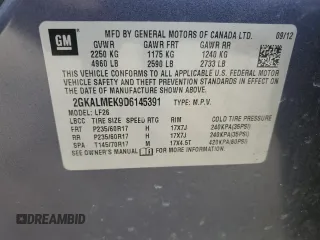 GM
MFD BY GENERAL MOTORS OF CANADA LTD. 09/12
GVWR GAWR FRT GAWR RR
2250 KG 1175 KG 1240 KG
4960 LB 2590 LB 2733 LB
THIS VEHICLE CONFORMS TO ALL APPLICABLE U.S. FEDERAL MOTOR
VEHICLE SAFETY, BUMPER, AND THEFT PREVENTION STANDARDS
IN EFFECT ON THE DATE OF MANUFACTURE SHOWN ABOVE.
2GKALMEK9D6145391 TYPE: M.P.V.
MODEL: LF26
LBCC TIRE SIZE SPEED RTG RIM COLD TIRE PRESSURE
FRT P235/60R17 H 17X7J 240KPA(35PSI)
RR P235/60R17 H 17X7J 240KPA(35PSI)
SPA T145/70R17 M 17X4.5T 420KPA(60PSI)
SEE OWNER'S MANUAL FOR ADDITIONAL INFORMATION.
© AUTOBIDMASTER
DREAMBID
STAT.VIN